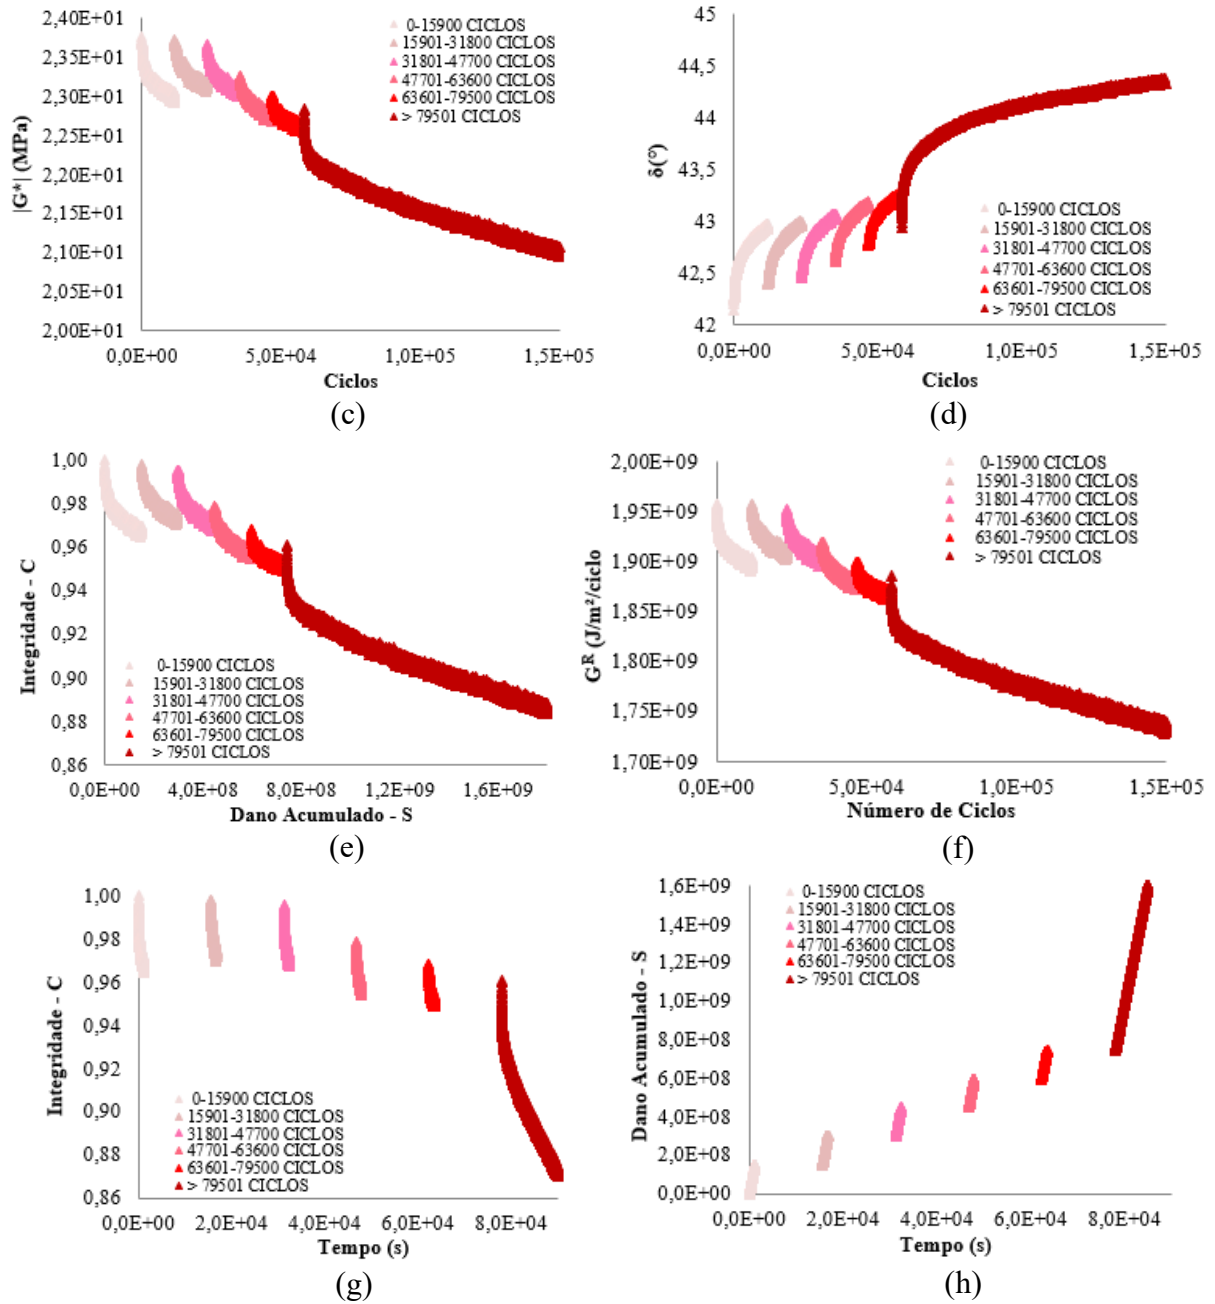 2,40E+01
2,35E+01
2,30E+01
2,25E+01
2,20E+01
2,15E+01
2,10E+01
2,05E+01
2,00E+01
|G*| (MPa)
0-15900 CICLOS
15901-31800 CICLOS
31801-47700 CICLOS
47701-63600 CICLOS
63601-79500 CICLOS
> 79501 CICLOS
0,0E+00 5,0E+04 1,0E+05 1,5E+05
Ciclos
(c)
45
44,5
44
43,5
43
42,5
42
δ(°)
0-15900 CICLOS
15901-31800 CICLOS
31801-47700 CICLOS
47701-63600 CICLOS
63601-79500 CICLOS
> 79501 CICLOS
0,0E+00 5,0E+04 1,0E+05 1,5E+05
Ciclos
(d)
1,00
0,98
0,96
0,94
0,92
0,90
0,88
0,86
Integridade - C
0-15900 CICLOS
15901-31800 CICLOS
31801-47700 CICLOS
47701-63600 CICLOS
63601-79500 CICLOS
> 79501 CICLOS
0,0E+00 4,0E+08 8,0E+08 1,2E+09 1,6E+09
Dano Acumulado - S
(e)
2,00E+09
1,95E+09
1,90E+09
1,85E+09
1,80E+09
1,75E+09
1,70E+09
Gᴿ (J/m²/ciclo
0-15900 CICLOS
15901-31800 CICLOS
31801-47700 CICLOS
47701-63600 CICLOS
63601-79500 CICLOS
> 79501 CICLOS
0,0E+00 5,0E+04 1,0E+05 1,5E+05
Número de Ciclos
(f)
1,00
0,98
0,96
0,94
0,92
0,90
0,88
0,86
Integridade - C
0-15900 CICLOS
15901-31800 CICLOS
31801-47700 CICLOS
47701-63600 CICLOS
63601-79500 CICLOS
> 79501 CICLOS
0,0E+00 2,0E+04 4,0E+04 6,0E+04 8,0E+04
Tempo (s)
(g)
1,6E+09
1,4E+09
1,2E+09
1,0E+09
8,0E+08
6,0E+08
4,0E+08
2,0E+08
0,0E+00
Dano Acumulado - S
0-15900 CICLOS
15901-31800 CICLOS
31801-47700 CICLOS
47701-63600 CICLOS
63601-79500 CICLOS
> 79501 CICLOS
0,0E+00 2,0E+04 4,0E+04 6,0E+04 8,0E+04
Tempo (s)
(h)